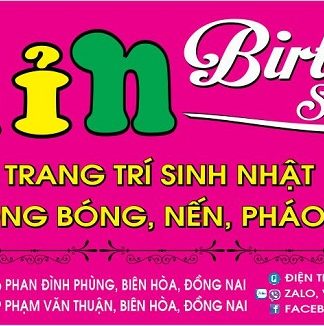 ỉn Birt
S
TRANG TRÍ SINH NHẬT
NG BÓNG, NẾN, PHÁO
PHAN ĐÌNH PHÙNG, BIÊN HÒA, ĐỒNG NAI
PHẠM VĂN THUẬN, BIÊN HÒA, ĐỒNG NAI
ĐIỆN T
ZALO, V
FACEB